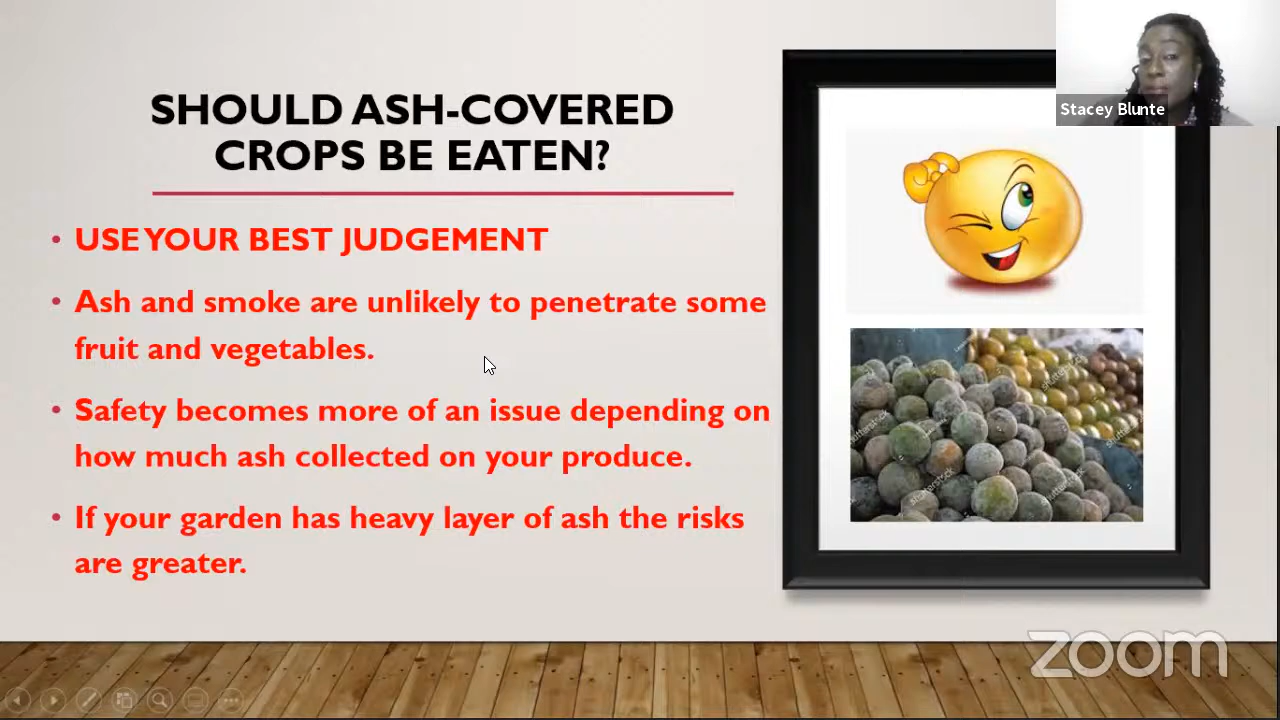 SHOULD ASH-COVERED
CROPS BE EATEN?
• USE YOUR BEST JUDGEMENT
• Ash and smoke are unlikely to penetrate some
fruit and vegetables.
• Safety becomes more of an issue depending on
how much ash collected on your produce.
• If your garden has heavy layer of ash the risks
are greater.
Stacey Blunte
shutterstock
zoom